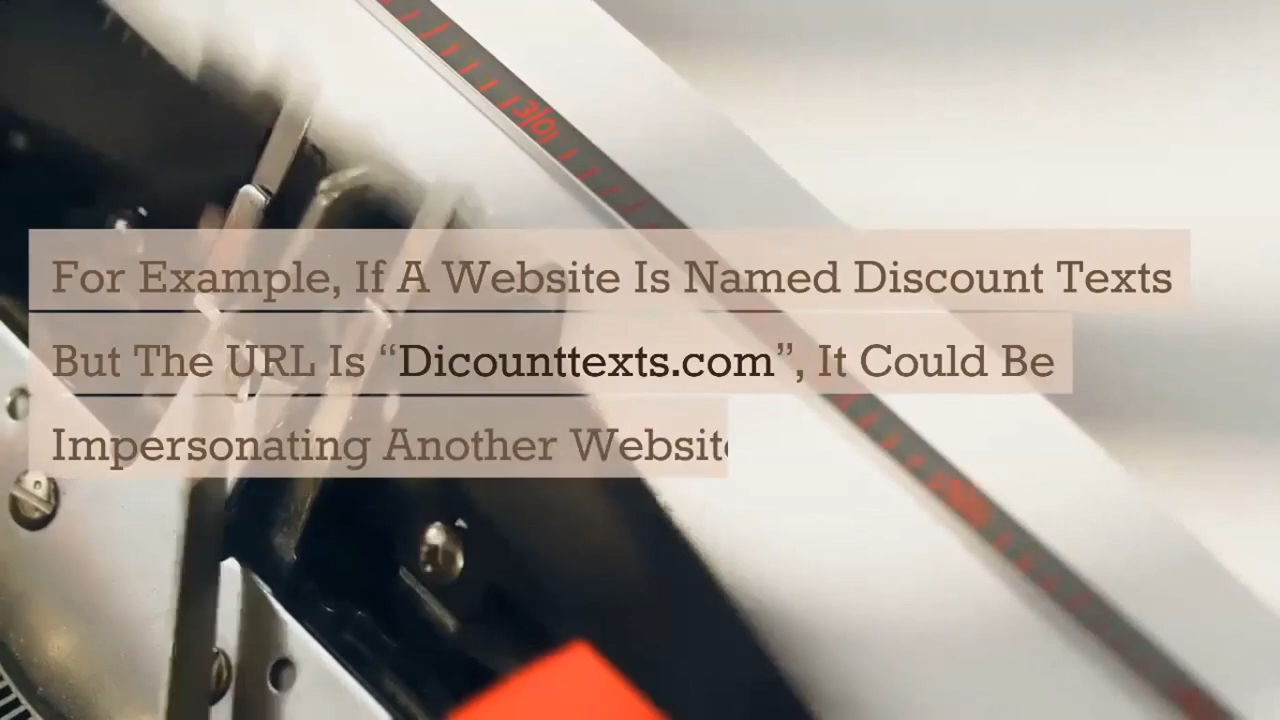 For Example, If A Website Is Named Discount Texts
But The URL Is “Dicounttexts.com”, It Could Be
Impersonating Another Website